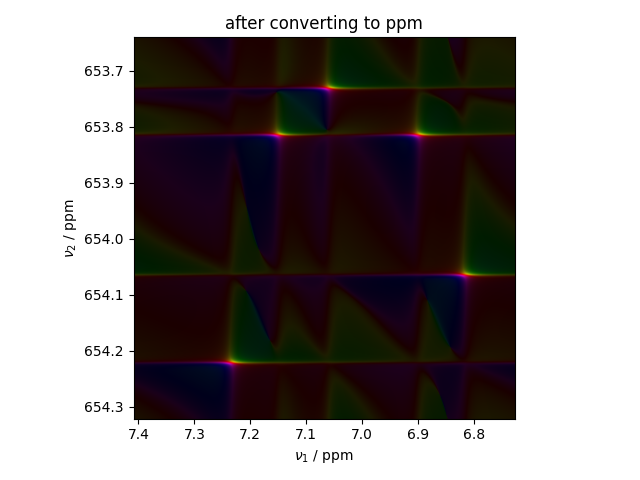 after converting to ppm
653.7
653.8
653.9
654.0
654.1
654.2
654.3
ν₂ / ppm
7.4 7.3 7.2 7.1 7.0 6.9 6.8
ν₁ / ppm